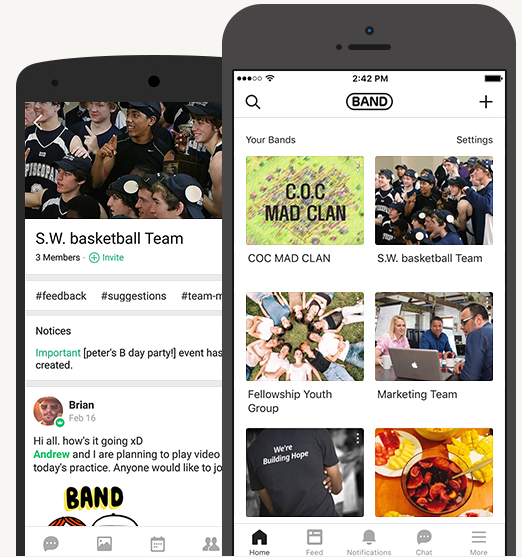 EPISCOPAL
S.W. basketball Team
3 Members · Invite
#feedback #suggestions #team-m
Notices
Important [peter's B day party!] event has
created.
Brian
Feb 16
Hi all. how's it going xD
Andrew and I are planning to play video
today's practice. Anyone would like to jo
BAND
2:42 PM
BAND
Your Bands Settings
C.O.C
MAD CLAN
COC MAD CLAN
S.W. basketball Team
Fellowship Youth
Group
Marketing Team
We're
Building Hope
Home Feed Notifications Chat More